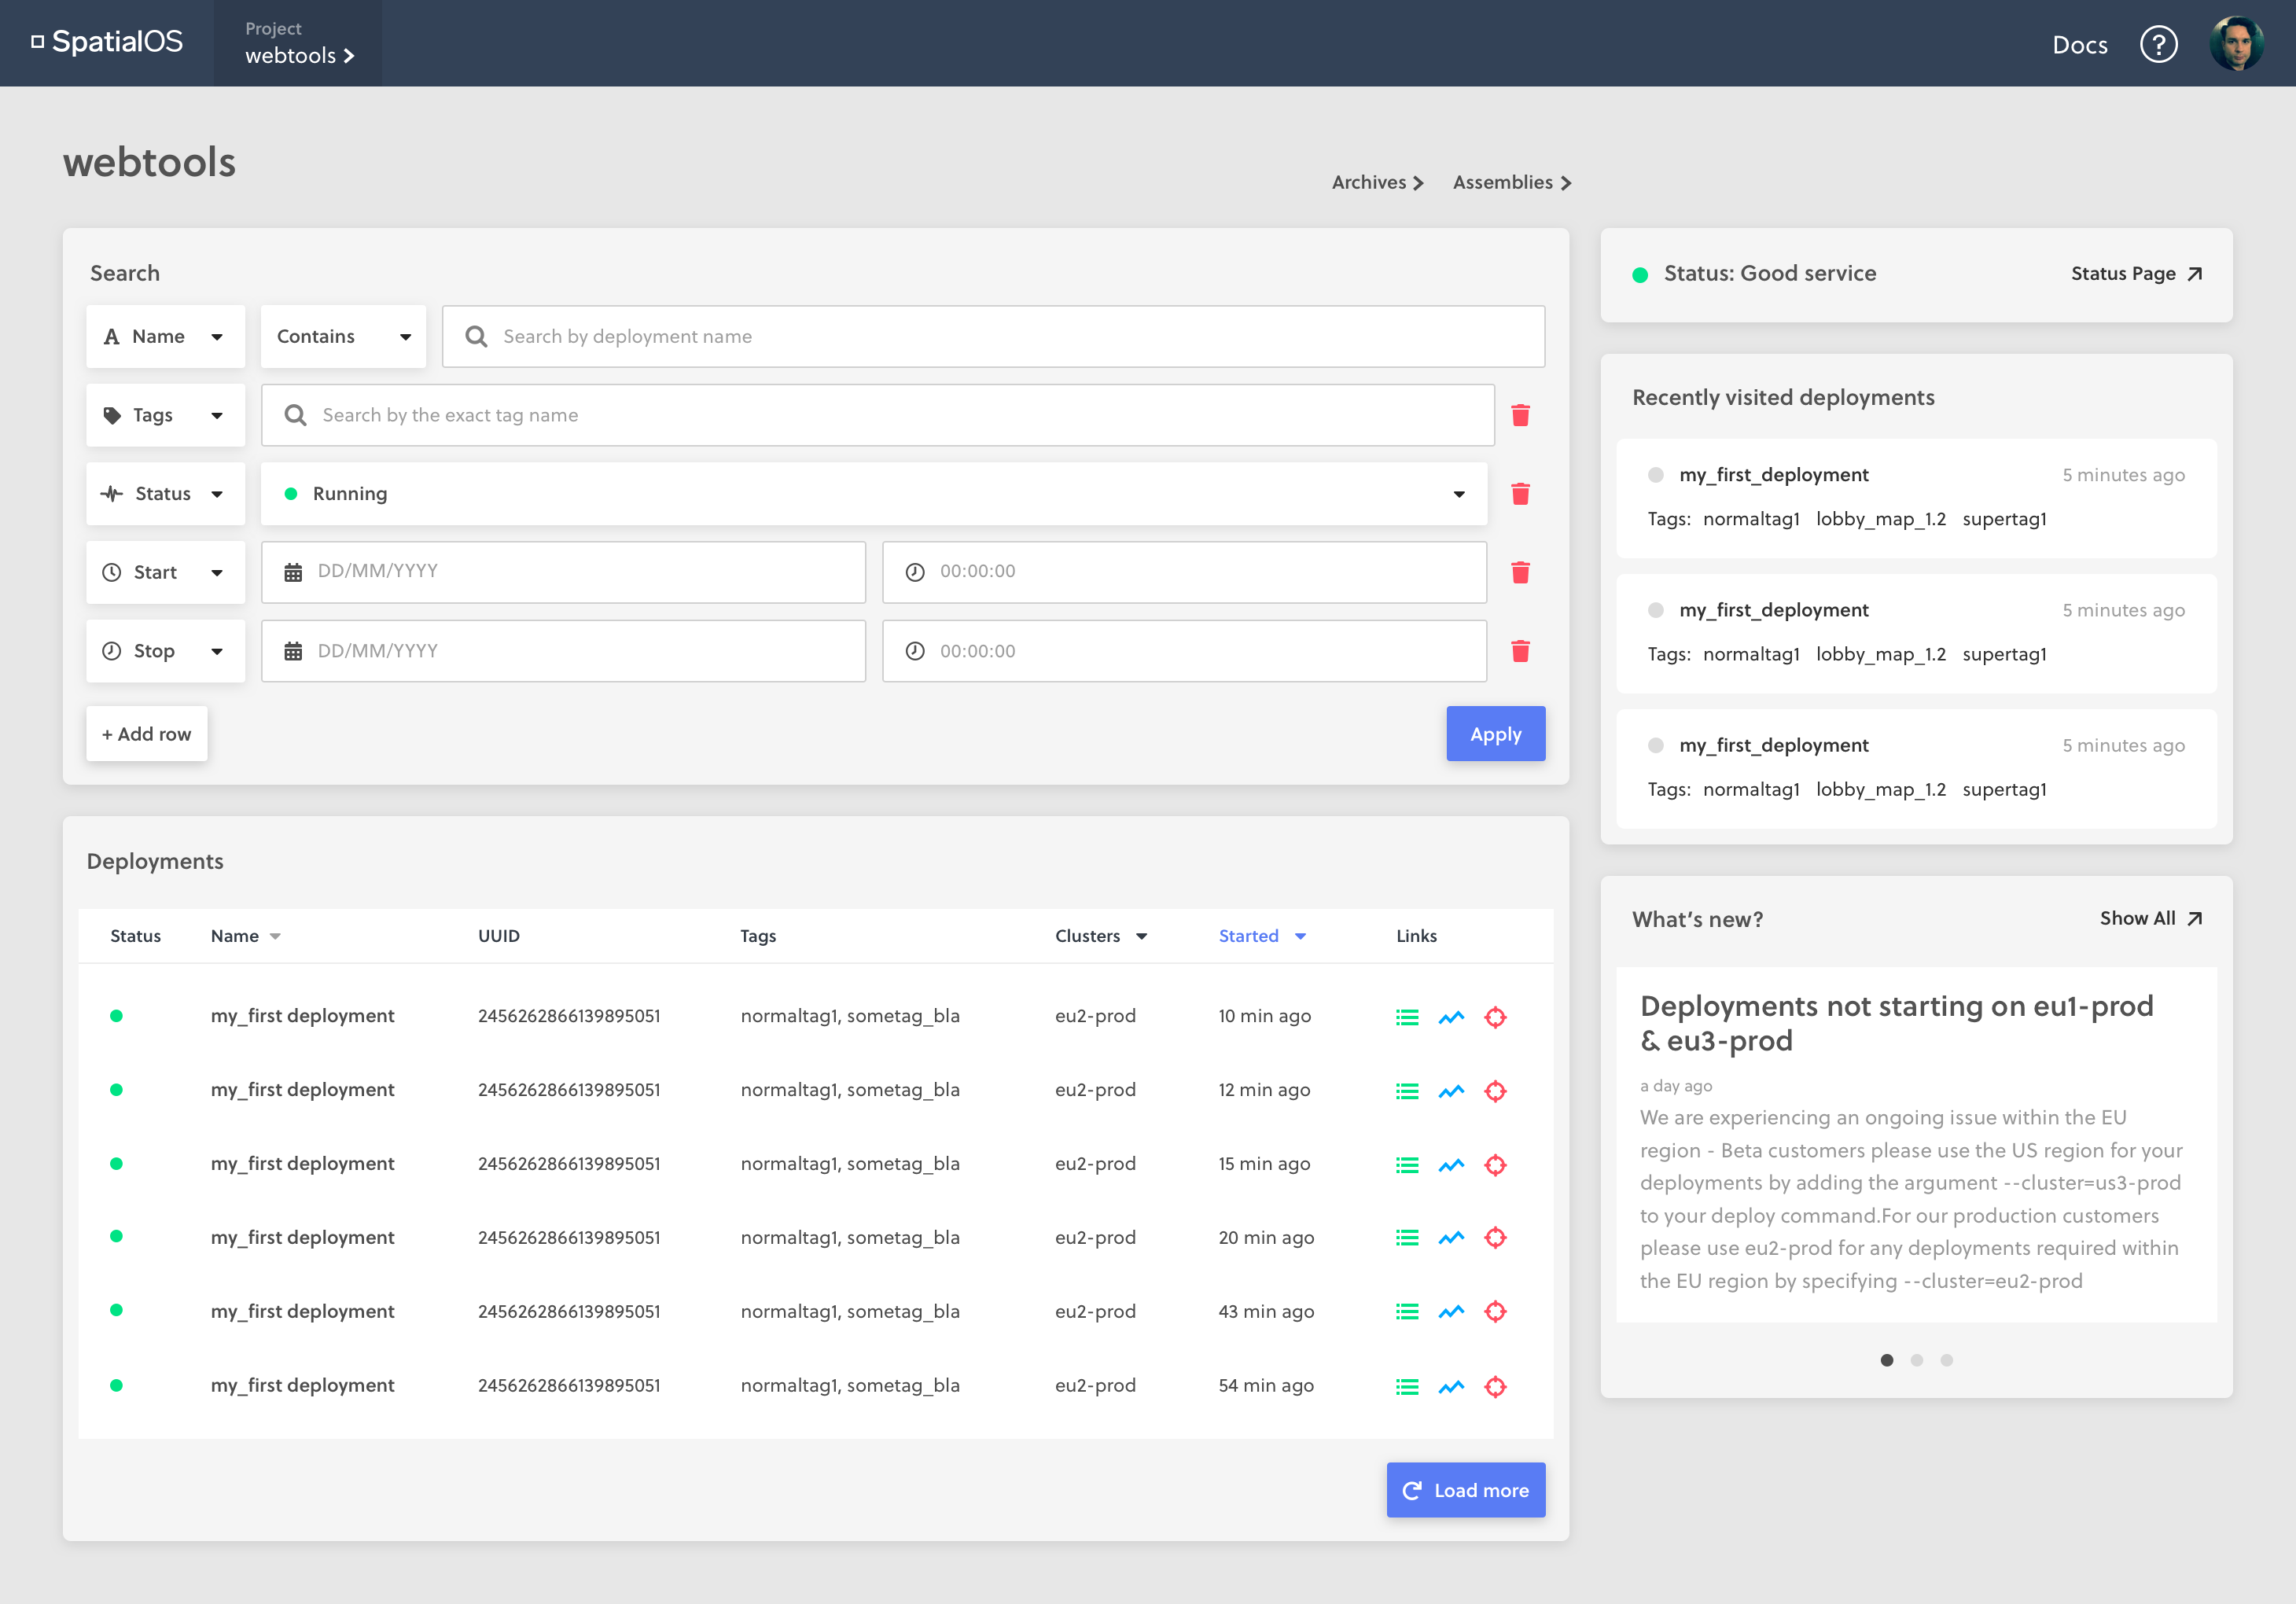 SpatialOS
Project
webtools
Docs
?
webtools
Archives
Assemblies
Search
A Name
Contains
Search by deployment name
Tags
Search by the exact tag name
Status
Running
Start
DD/MM/YYYY
00:00:00
Stop
DD/MM/YYYY
00:00:00
+ Add row
Apply
Deployments
Status Name UUID Tags Clusters Started Links
my_first deployment 2456262866139895051 normaltag1, sometag_bla eu2-prod 10 min ago
my_first deployment 2456262866139895051 normaltag1, sometag_bla eu2-prod 12 min ago
my_first deployment 2456262866139895051 normaltag1, sometag_bla eu2-prod 15 min ago
my_first deployment 2456262866139895051 normaltag1, sometag_bla eu2-prod 20 min ago
my_first deployment 2456262866139895051 normaltag1, sometag_bla eu2-prod 43 min ago
my_first deployment 2456262866139895051 normaltag1, sometag_bla eu2-prod 54 min ago
Load more
Status: Good service
Status Page
Recently visited deployments
my_first_deployment 5 minutes ago
Tags: normaltag1 lobby_map_1.2 supertag1
my_first_deployment 5 minutes ago
Tags: normaltag1 lobby_map_1.2 supertag1
my_first_deployment 5 minutes ago
Tags: normaltag1 lobby_map_1.2 supertag1
What's new?
Show All
Deployments not starting on eu1-prod
& eu3-prod
a day ago
We are experiencing an ongoing issue within the EU
region - Beta customers please use the US region for your
deployments by adding the argument --cluster=us3-prod
to your deploy command.For our production customers
please use eu2-prod for any deployments required within
the EU region by specifying --cluster=eu2-prod